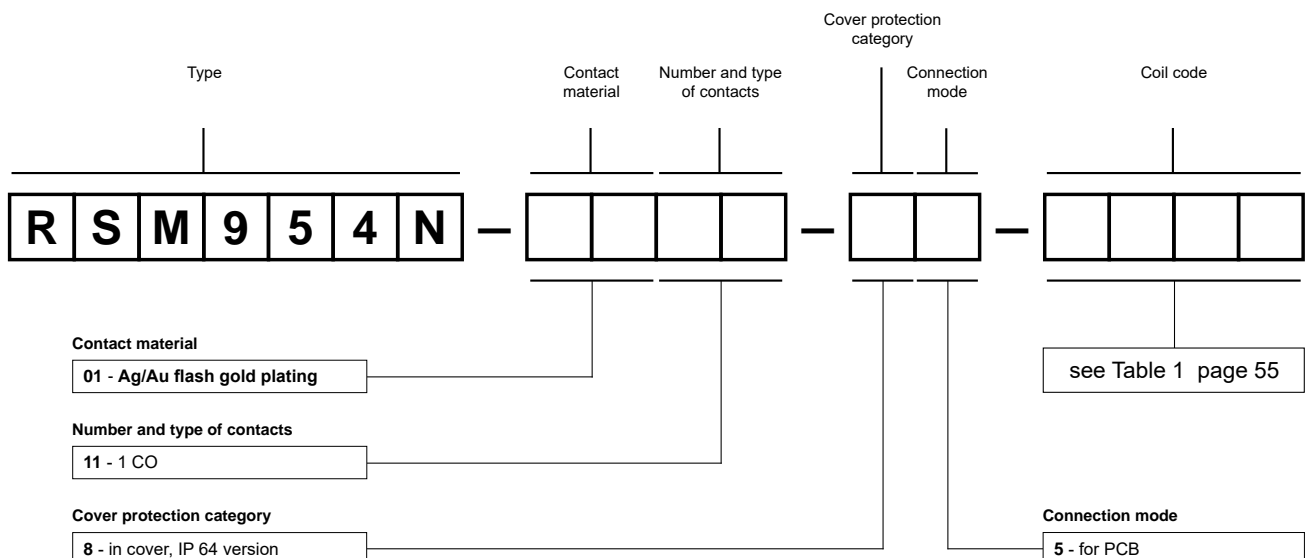 Cover protection
category
Type
Contact
material
Number and type
of contacts
Connection
mode
Coil code
R S M 9 5 4 N — — —
Contact material
01 - Ag/Au flash gold plating
see Table 1 page 55
Number and type of contacts
11 - 1 CO
Cover protection category
8 - in cover, IP 64 version
Connection mode
5 - for PCB